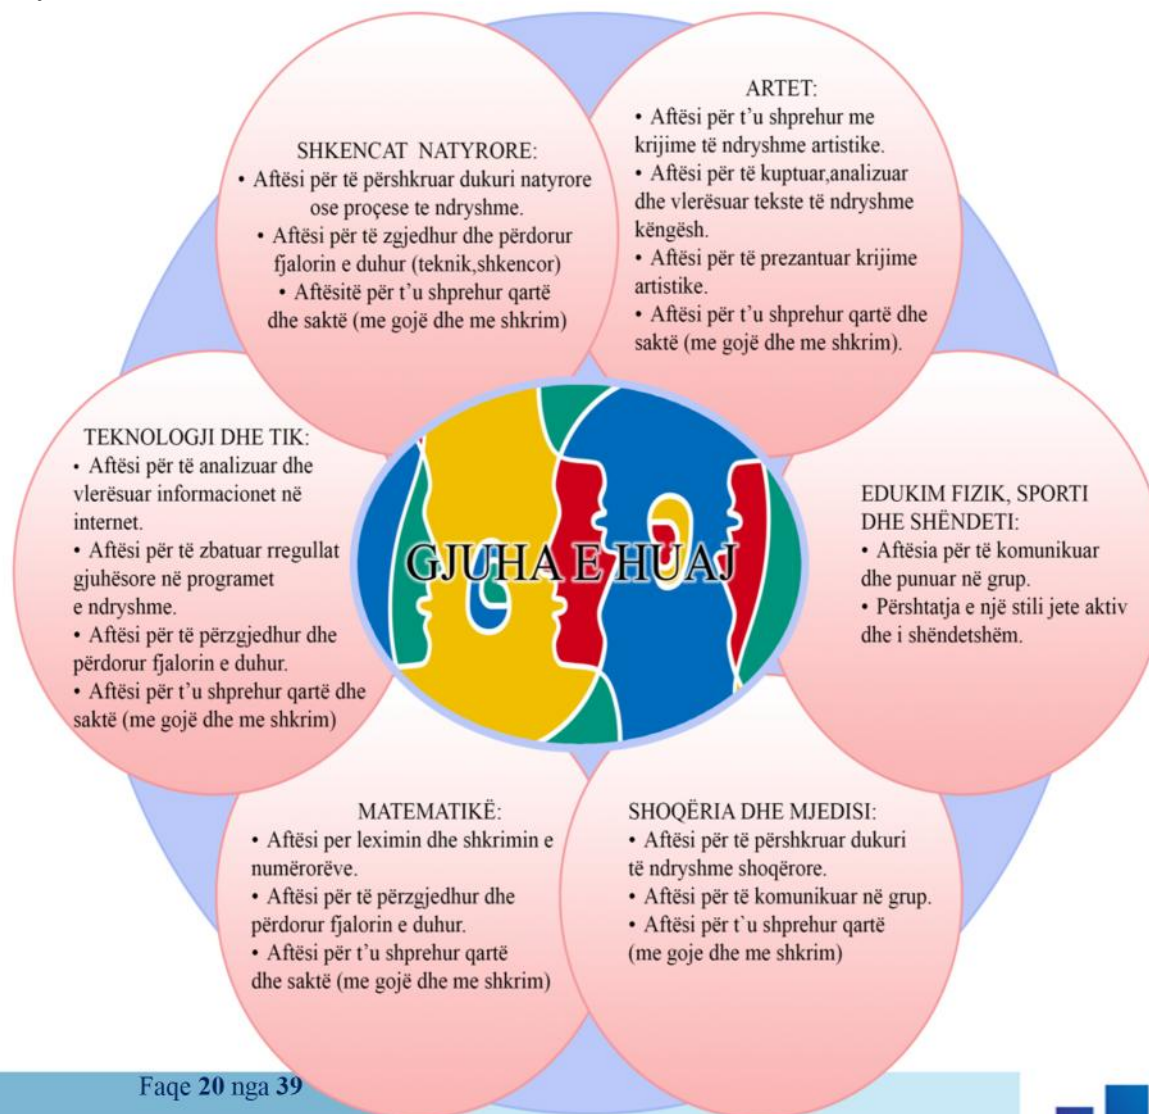 SHKENCAT NATYRORE:
• Aftësi për të përshkruar dukuri natyrore
ose proçese te ndryshme.
• Aftësi për të zgjedhur dhe përdorur
fjalorin e duhur (teknik,shkencor)
• Aftësitë për t’u shprehur qartë
dhe saktë (me gojë dhe me shkrim)
ARTET:
• Aftësi për t’u shprehur me
krijime të ndryshme artistike.
• Aftësi për të kuptuar,analizuar
dhe vlerësuar tekste të ndryshme
këngësh.
• Aftësi për të prezantuar krijime
artistike.
• Aftësi për t’u shprehur qartë dhe
saktë (me gojë dhe me shkrim).
TEKNOLOGJI DHE TIK:
• Aftësi për të analizuar dhe
vlerësuar informacionet në
internet.
• Aftësi për të zbatuar rregullat
gjuhësore në programet
e ndryshme.
• Aftësi për të përzgjedhur dhe
përdorur fjalorin e duhur.
• Aftësi për t’u shprehur qartë dhe
saktë (me gojë dhe me shkrim)
GJUHA E HUAJ
EDUKIM FIZIK, SPORTI
DHE SHËNDETI:
• Aftësia për të komunikuar
dhe punuar në grup.
• Përshtatja e një stili jete aktiv
dhe i shëndetshëm.
MATEMATIKË:
• Aftësi per leximin dhe shkrimin e
numërorëve.
• Aftësi për të përzgjedhur dhe
përdorur fjalorin e duhur.
• Aftësi për t’u shprehur qartë
dhe saktë (me gojë dhe me shkrim)
SHOQËRIA DHE MJEDISI:
• Aftësi për të përshkruar dukuri
të ndryshme shoqërore.
• Aftësi për të komunikuar në grup.
• Aftësi për t`u shprehur qartë
(me goje dhe me shkrim)
Faqe 20 nga 39